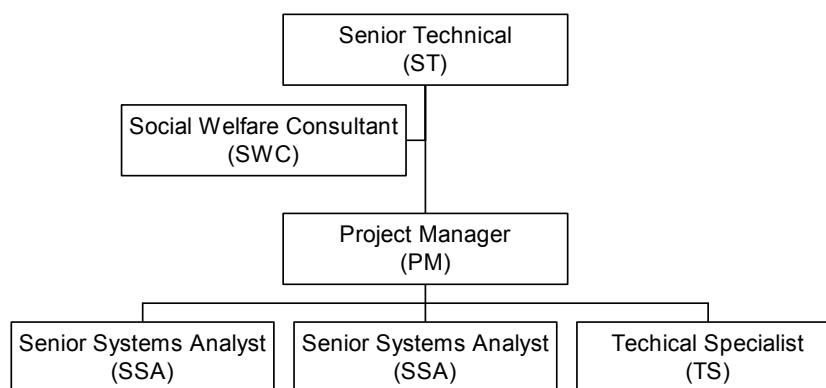 Senior Technical
(ST)
Social Welfare Consultant
(SWC)
Project Manager
(PM)
Senior Systems Analyst
(SSA)
Senior Systems Analyst
(SSA)
Techical Specialist
(TS)